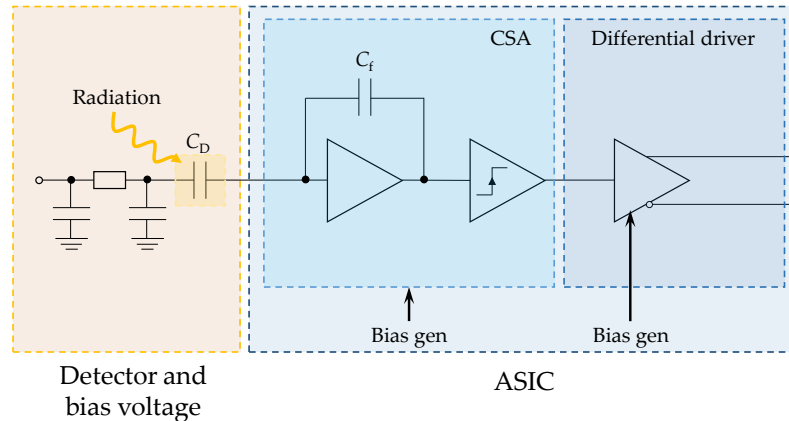 CSA
Differential driver
C_f
Radiation
C_D
Bias gen
Bias gen
Detector and
bias voltage
ASIC